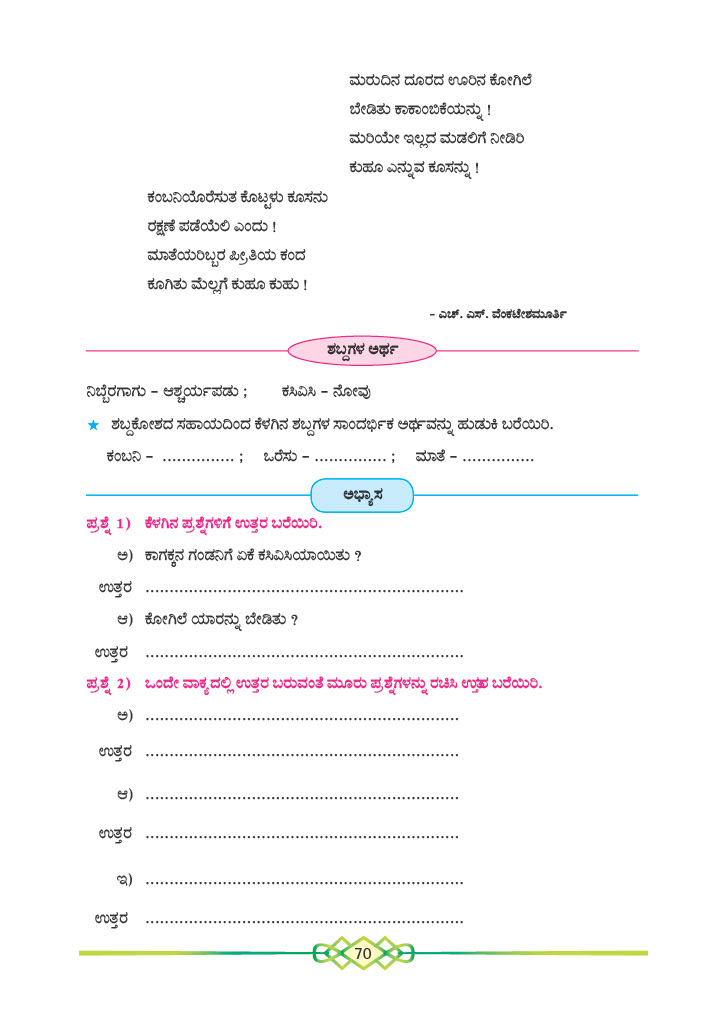 ಮರುದಿನ ದೂರದ ಊರಿನ ಕೋಗಿಲೆ
ಬೇಡಿತು ಕಾಕಾಂಬಿಕೆಯನ್ನು !
ಮರಿಯೇ ಇಲ್ಲದ ಮಡಲಿಗೆ ನೀಡಿರಿ
ಕುಹೂ ಎನ್ನುವ ಕೂಸನ್ನು !
ಕಂಬನಿಯೊರೆಸುತ ಕೊಟ್ಟಳು ಕೂಸನು
ರಕ್ಷಣೆ ಪಡೆಯೆಲಿ ಎಂದು !
ಮಾತೆಯರಿಬ್ಬರ ಪ್ರೀತಿಯ ಕಂದ
ಕೂಗಿತು ಮೆಲ್ಲಗೆ ಕುಹೂ ಕುಹು !
– ಎಚ್. ಎಸ್. ವೆಂಕಟೇಶಮೂರ್ತಿ
ಶಬ್ದಗಳ ಅರ್ಥ
ನಿಬ್ಬೆರಗಾಗು – ಆಶ್ಚರ್ಯಪಡು ; ಕಸಿವಿಸಿ – ನೋವು
★ ಶಬ್ದಕೋಶದ ಸಹಾಯದಿಂದ ಕೆಳಗಿನ ಶಬ್ದಗಳ ಸಾಂದರ್ಭಿಕ ಅರ್ಥವನ್ನು ಹುಡುಕಿ ಬರೆಯಿರಿ.
ಕಂಬನಿ – ............... ; ಒರೆಸು – ............... ; ಮಾತೆ – ...............
ಅಭ್ಯಾಸ
ಪ್ರಶ್ನೆ 1) ಕೆಳಗಿನ ಪ್ರಶ್ನೆಗಳಿಗೆ ಉತ್ತರ ಬರೆಯಿರಿ.
ಅ) ಕಾಗಕ್ಕನ ಗಂಡನಿಗೆ ಏಕೆ ಕಸಿವಿಸಿಯಾಯಿತು ?
ಉತ್ತರ ..................................................................
ಆ) ಕೋಗಿಲೆ ಯಾರನ್ನು ಬೇಡಿತು ?
ಉತ್ತರ ..................................................................
ಪ್ರಶ್ನೆ 2) ಒಂದೇ ವಾಕ್ಯದಲ್ಲಿ ಉತ್ತರ ಬರುವಂತೆ ಮೂರು ಪ್ರಶ್ನೆಗಳನ್ನು ರಚಿಸಿ ಉತ್ತರ ಬರೆಯಿರಿ.
ಅ) .................................................................
ಉತ್ತರ .................................................................
ಆ) .................................................................
ಉತ್ತರ .................................................................
ಇ) ..................................................................
ಉತ್ತರ ..................................................................
70